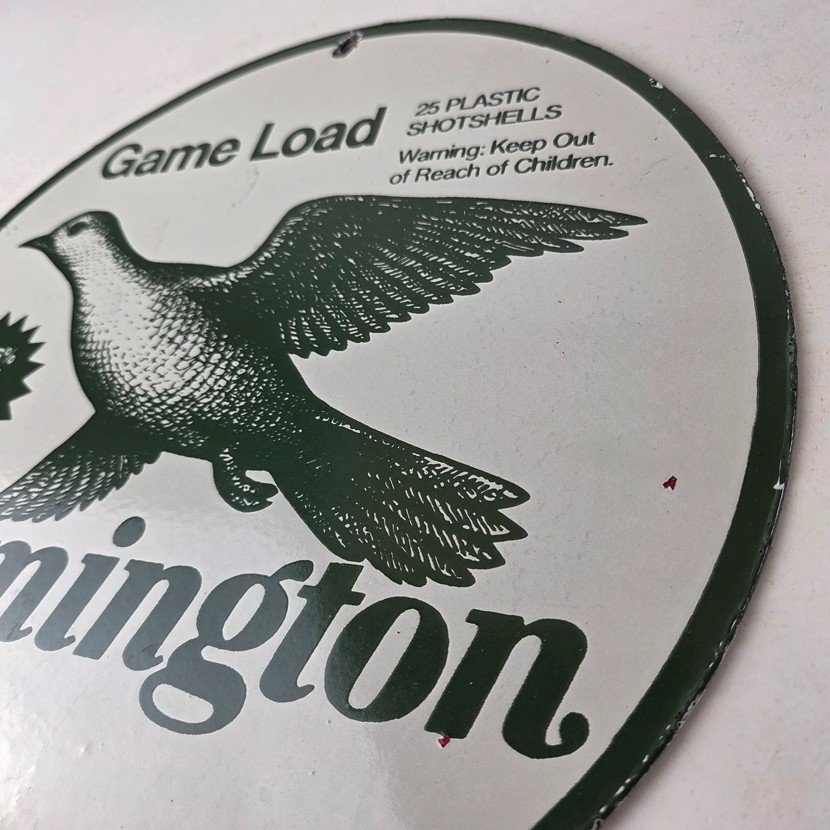 Game Load
25 PLASTIC
SHOTSHELLS
Warning: Keep Out
of Reach of Children.
%
mington